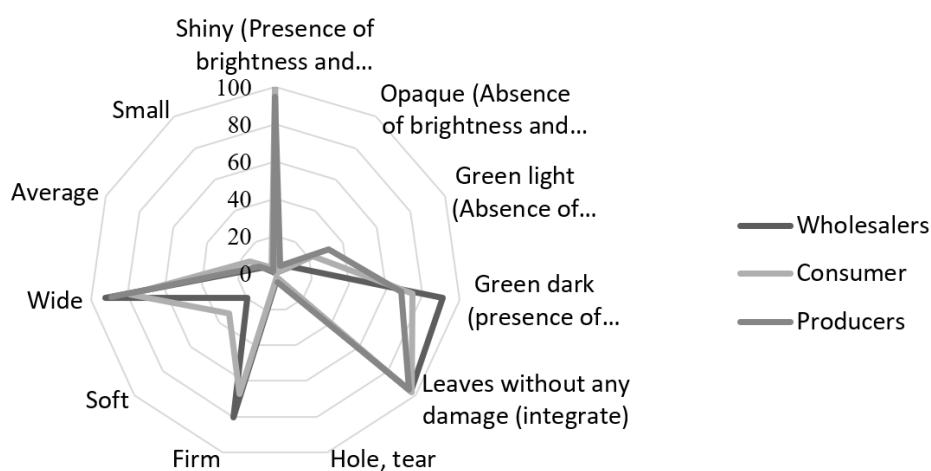 Shiny (Presence of
brightness and...
100
80
60
40
20
0
Opaque (Absence
of brightness and...
Green light
(Absence of...
Green dark
(presence of...
Leaves without any
damage (integrate)
Hole, tear
Firm
Soft
Wide
Average
Small
Wholesalers
Consumer
Producers